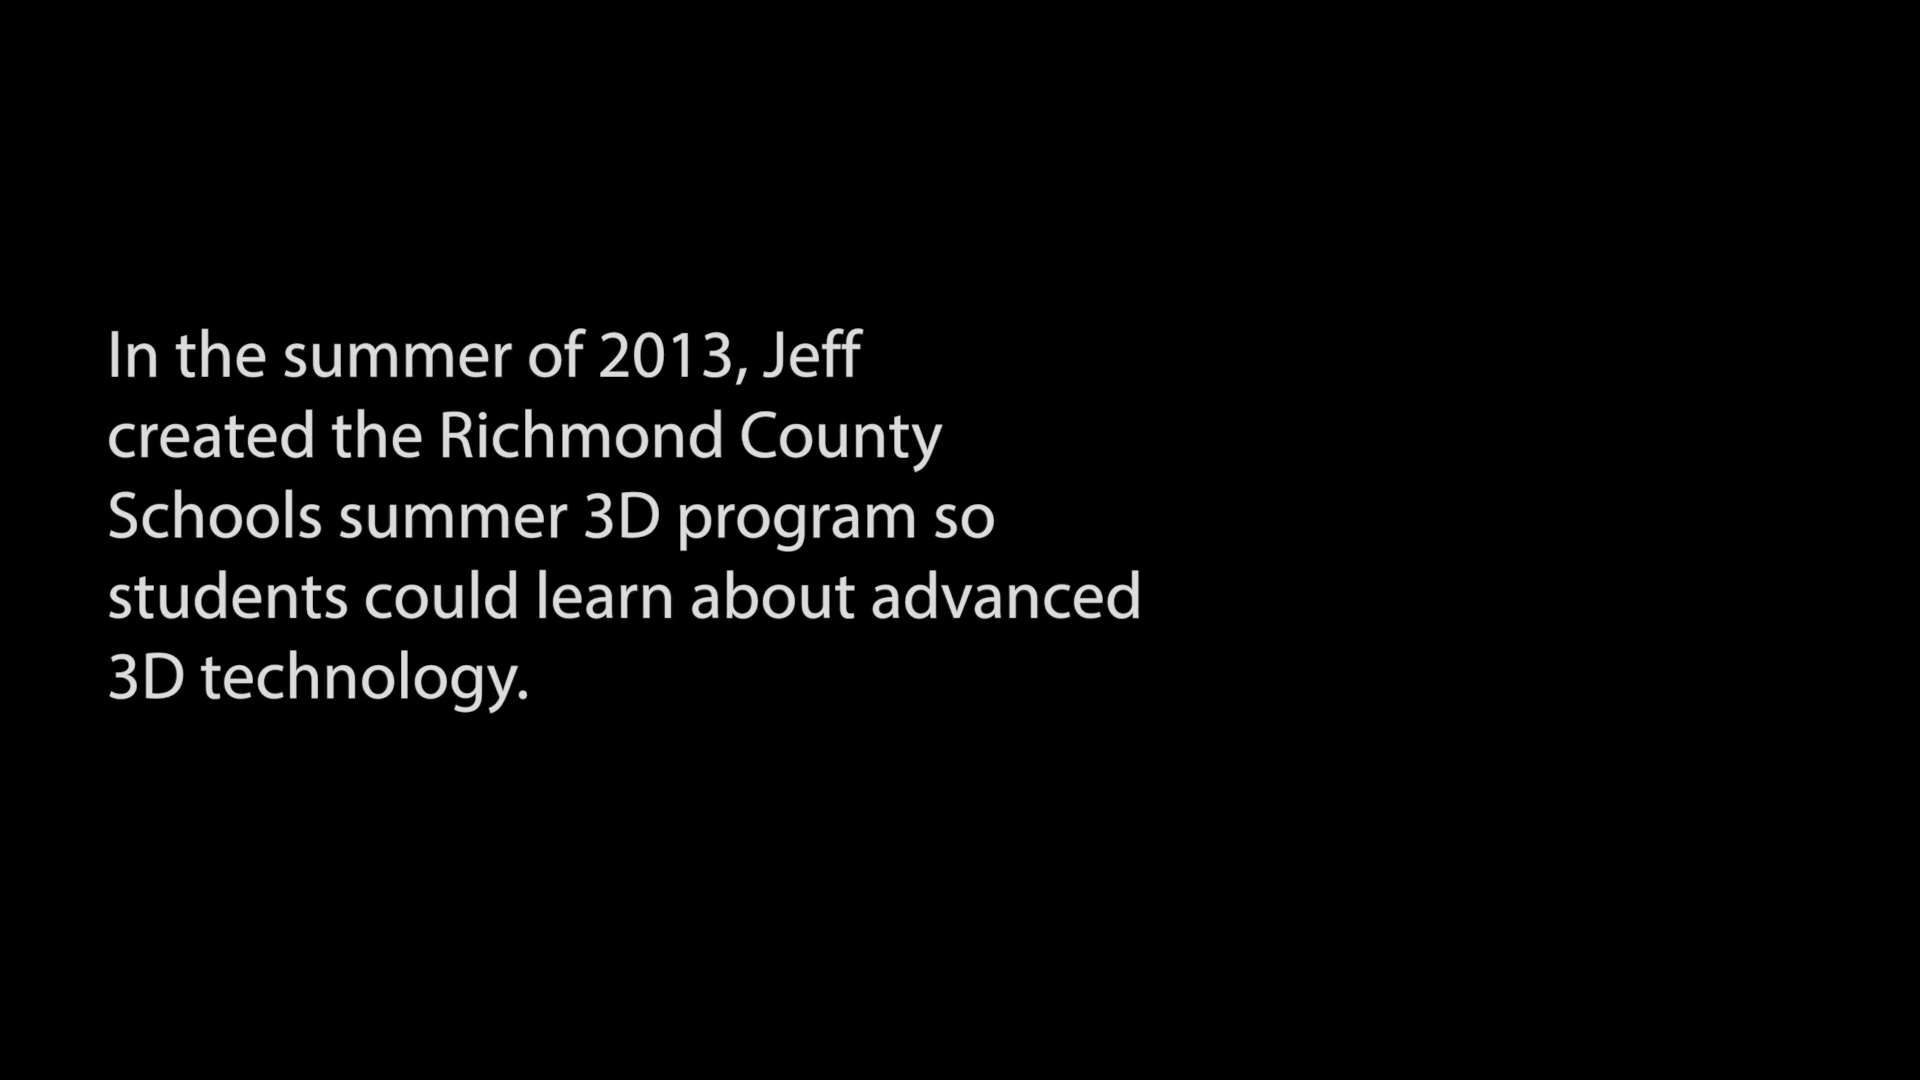 In the summer of 2013, Jeff
created the Richmond County
Schools summer 3D program so
students could learn about advanced
3D technology.